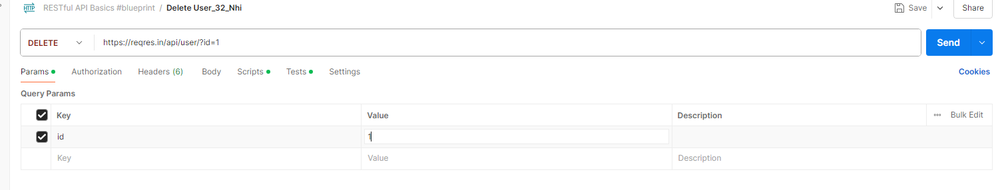 HTTP RESTful API Basics #blueprint / Delete User_32_Nhi Save Share
DELETE https://reqres.in/api/user/?id=1 Send
Params Authorization Headers (6) Body Scripts Tests Settings Cookies
Query Params
Key Value Description Bulk Edit
id 1
Key Value Description